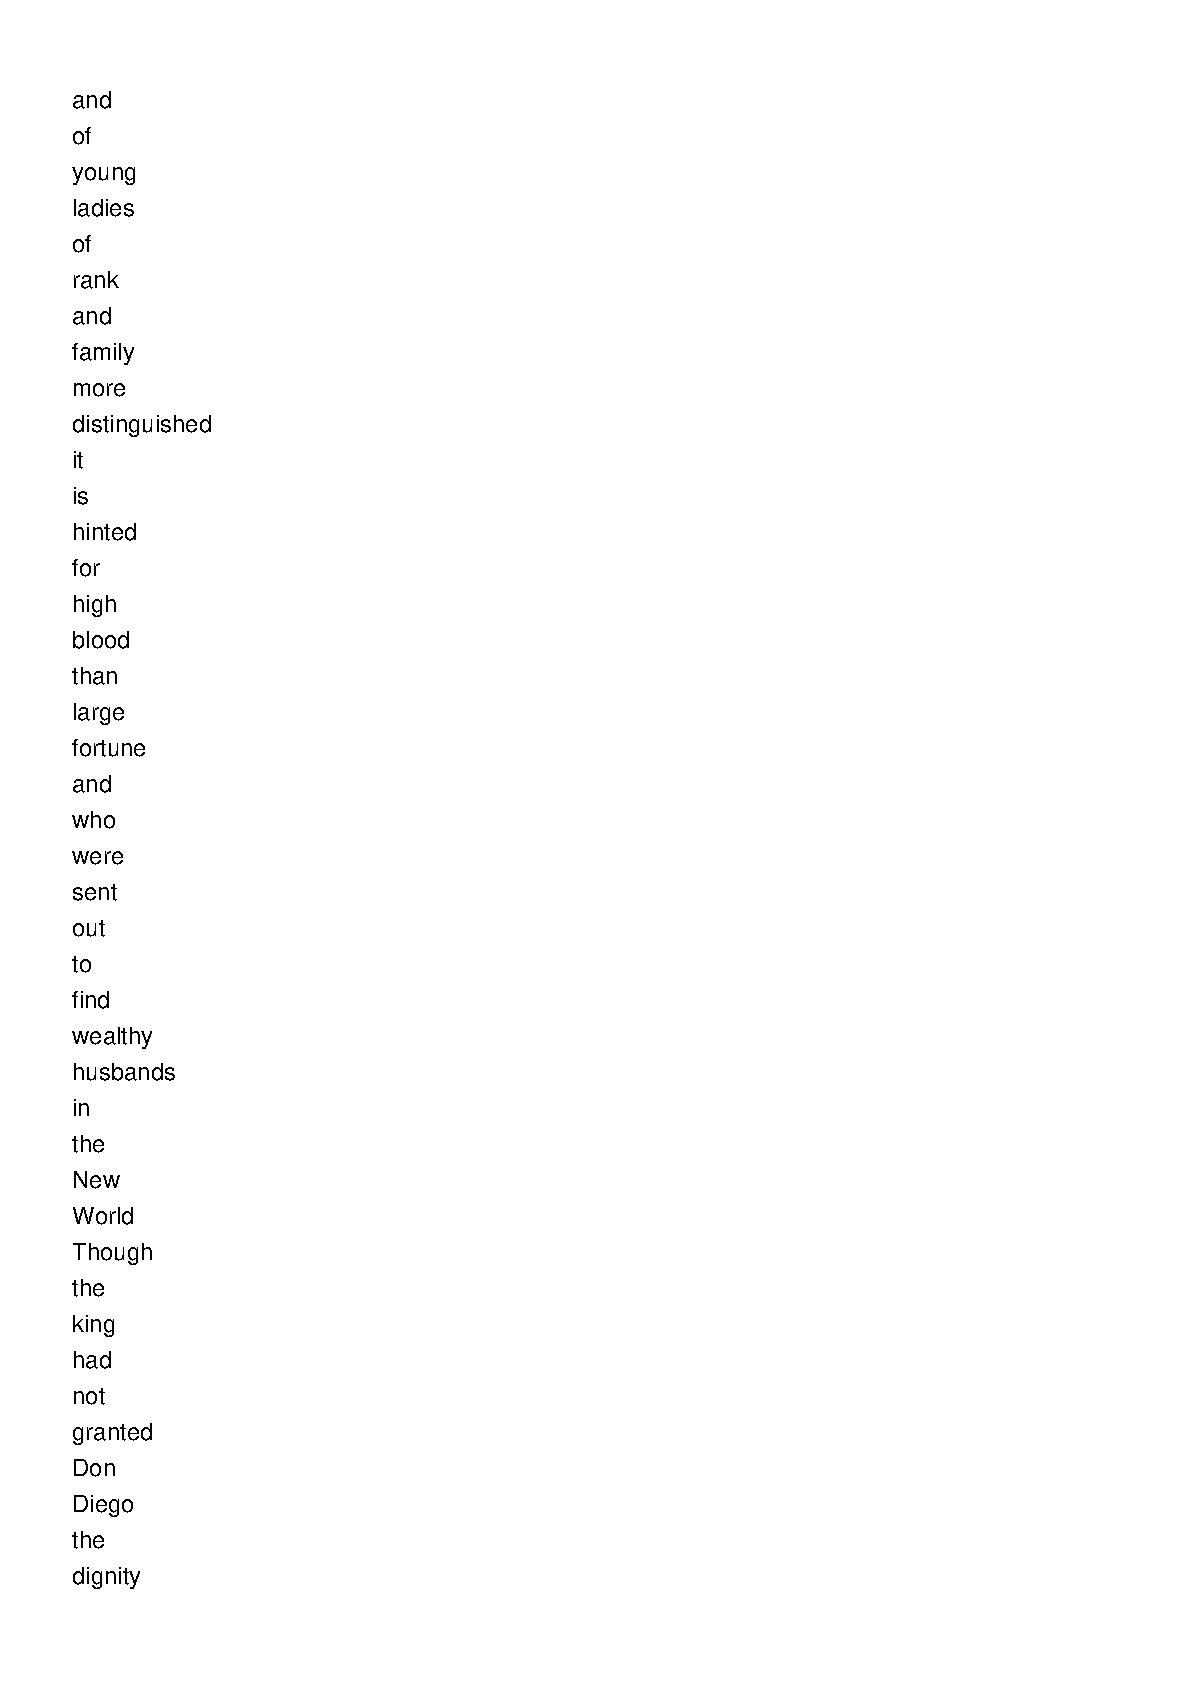 and
of
young
ladies
of
rank
and
family
more
distinguished
it
is
hinted
for
high
blood
than
large
fortune
and
who
were
sent
out
to
find
wealthy
husbands
in
the
New
World
Though
the
king
had
not
granted
Don
Diego
the
dignity